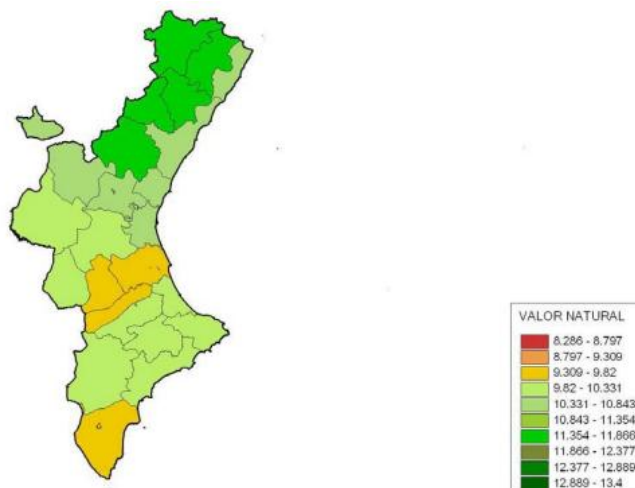 VALOR NATURAL
8.286 - 8.797
8.797 - 9.309
9.309 - 9.82
9.82 - 10.331
10.331 - 10.843
10.843 - 11.354
11.354 - 11.866
11.866 - 12.377
12.377 - 12.889
12.889 - 13.4